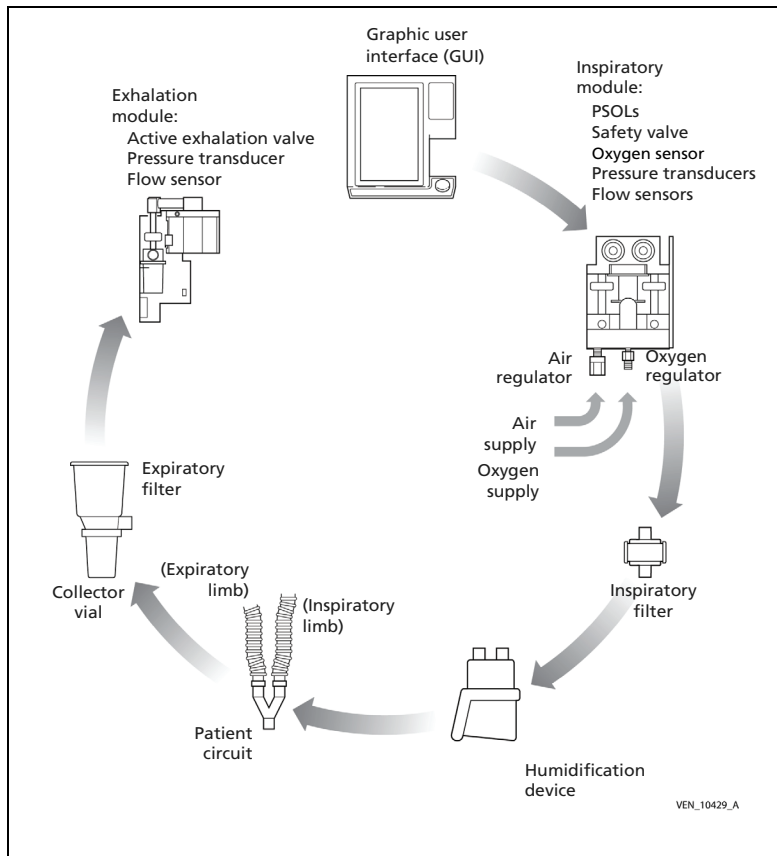 Graphic user
interface (GUI)
Inspiratory
module:
PSOLs
Safety valve
Oxygen sensor
Pressure transducers
Flow sensors
Exhalation
module:
Active exhalation valve
Pressure transducer
Flow sensor
Air
regulator
Oxygen
regulator
Air
supply
Oxygen
supply
Expiratory
filter
Collector
vial
(Expiratory
limb)
(Inspiratory
limb)
Inspiratory
filter
Patient
circuit
Humidification
device
VEN_10429_A